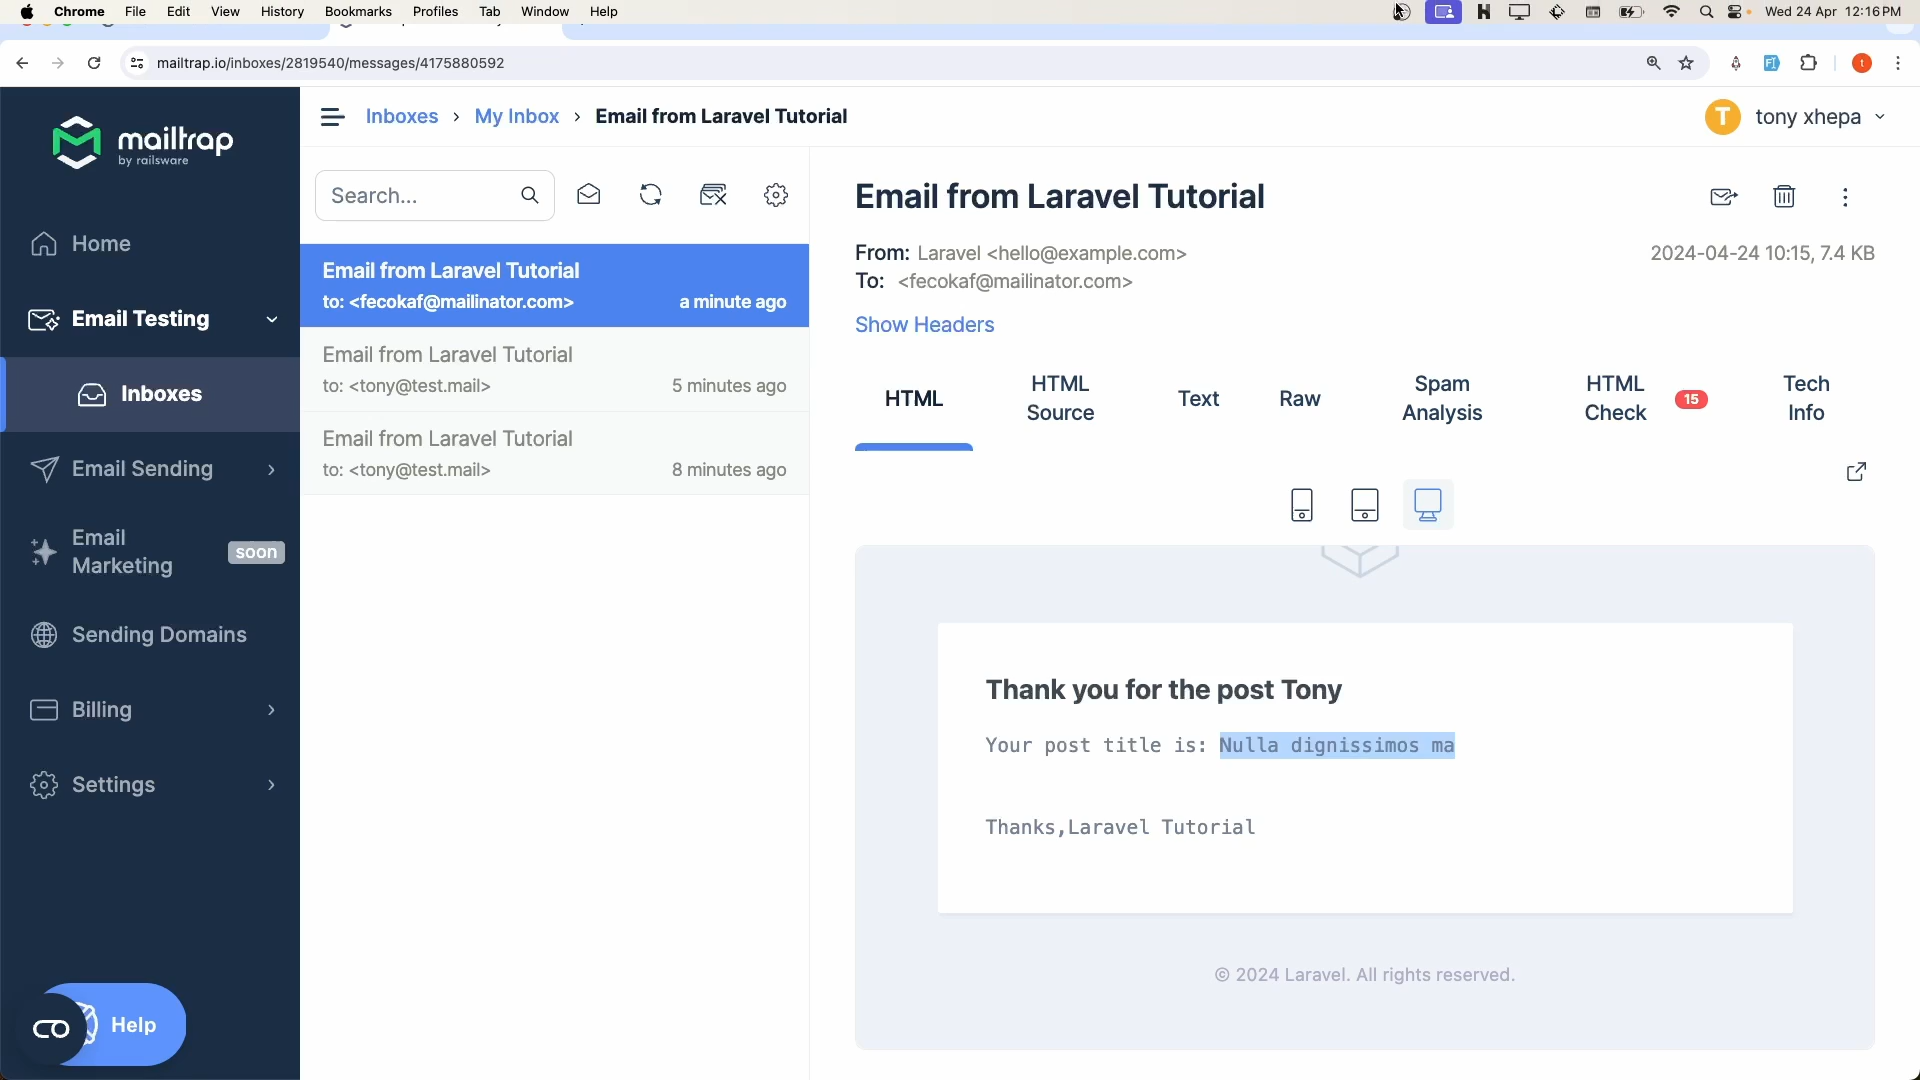 Chrome File Edit View History Bookmarks Profiles Tab Window Help Wed 24 Apr 12:16 PM
mailtrap.io/inboxes/2819540/messages/4175880592
mailtrap
by railsware
Home
Email Testing
Inboxes
Email Sending
Email
Marketing
soon
Sending Domains
Billing
Settings
Help
Inboxes › My Inbox › Email from Laravel Tutorial
T tony xhepa
Search...
Email from Laravel Tutorial
to: <fecokaf@mailinator.com> a minute ago
Email from Laravel Tutorial
to: <tony@test.mail> 5 minutes ago
Email from Laravel Tutorial
to: <tony@test.mail> 8 minutes ago
Email from Laravel Tutorial
From: Laravel <hello@example.com> 2024-04-24 10:15, 7.4 KB
To: <fecokaf@mailinator.com>
Show Headers
HTML
HTML
Source
Text
Raw
Spam
Analysis
HTML
Check
15
Tech
Info
Thank you for the post Tony
Your post title is: Nulla dignissimos ma
Thanks,Laravel Tutorial
© 2024 Laravel. All rights reserved.